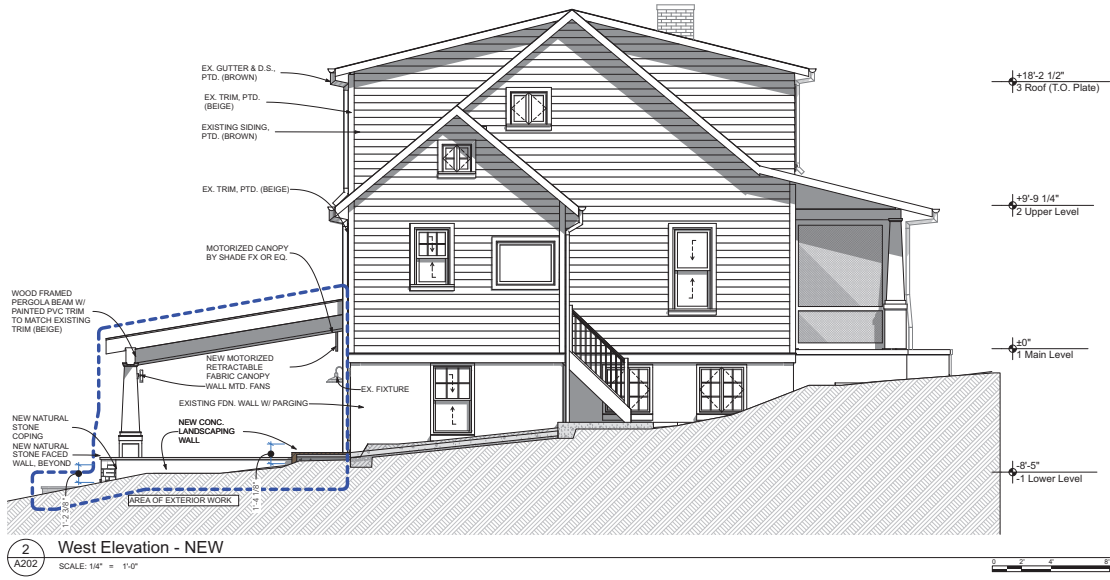 EX. GUTTER & D.S.,
PTD. (BROWN)
EX. TRIM, PTD.
(BEIGE)
EXISTING SIDING,
PTD. (BROWN)
EX. TRIM, PTD. (BEIGE)
MOTORIZED CANOPY
BY SHADE FX OR EQ.
WOOD FRAMED
PERGOLA BEAM W/
PAINTED PVC TRIM
TO MATCH EXISTING
TRIM (BEIGE)
NEW MOTORIZED
RETRACTABLE
FABRIC CANOPY
WALL MTD. FANS
EX. FIXTURE
EXISTING FDN. WALL W/ PARGING
NEW NATURAL
STONE
COPING
NEW NATURAL
STONE FACED
WALL, BEYOND
NEW CONC.
LANDSCAPING
WALL
1'-2 3/8"
1'-4 1/8"
AREA OF EXTERIOR WORK
+18'-2 1/2"
3 Roof (T.O. Plate)
+9'-9 1/4"
2 Upper Level
±0"
1 Main Level
-8'-5"
-1 Lower Level
2
A202
West Elevation - NEW
SCALE: 1/4" = 1'-0"
0 2' 4' 8'